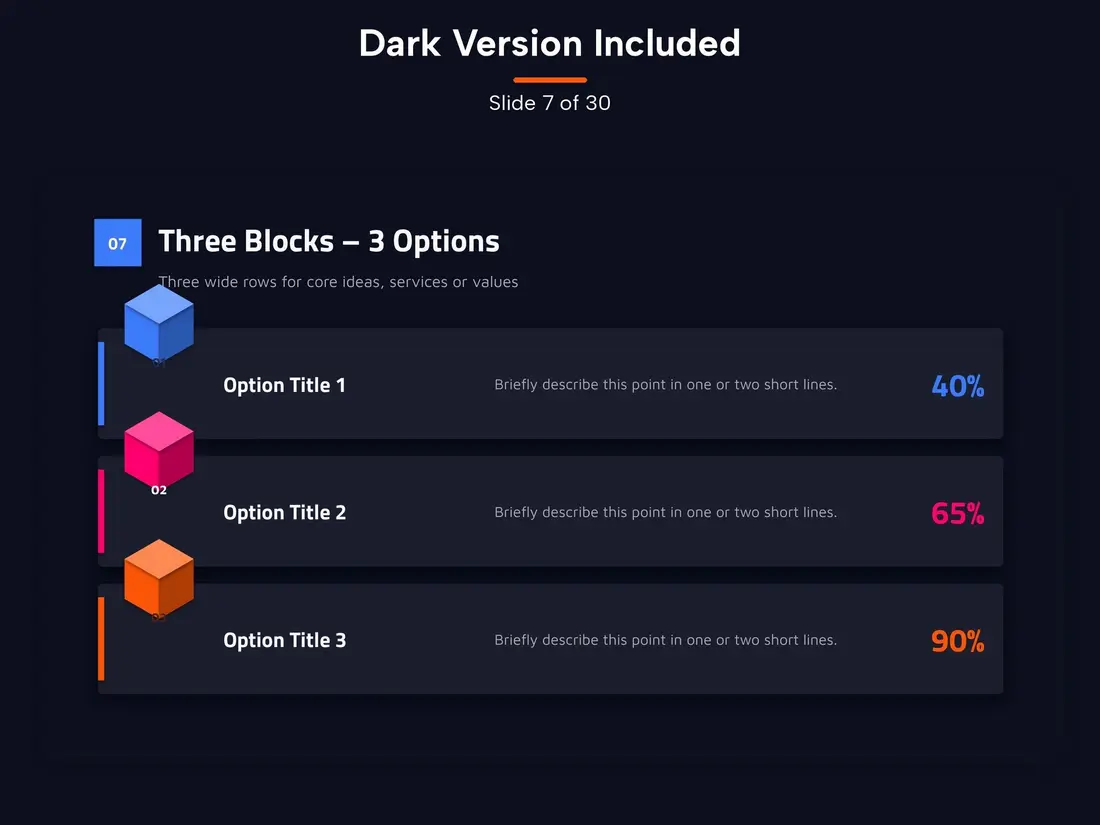 Dark Version Included
Slide 7 of 30
07
Three Blocks – 3 Options
Three wide rows for core ideas, services or values
01
Option Title 1
Briefly describe this point in one or two short lines.
40%
02
Option Title 2
Briefly describe this point in one or two short lines.
65%
03
Option Title 3
Briefly describe this point in one or two short lines.
90%